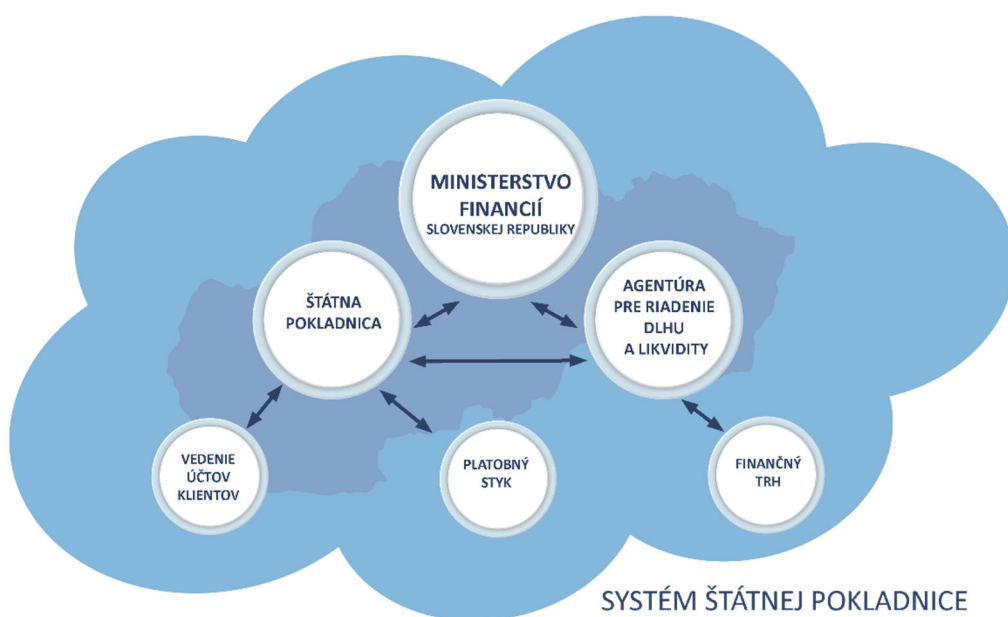 MINISTERSTVO
FINANCIÍ
SLOVENSKEJ REPUBLIKY
ŠTÁTNA
POKLADNICA
AGENTÚRA
PRE RIADENIE
DLHU
A LIKVIDITY
VEDENIE
ÚČTOV
KLIENTOV
PLATOBNÝ
STYK
FINANČNÝ
TRH
SYSTÉM ŠTÁTNEJ POKLADNICE